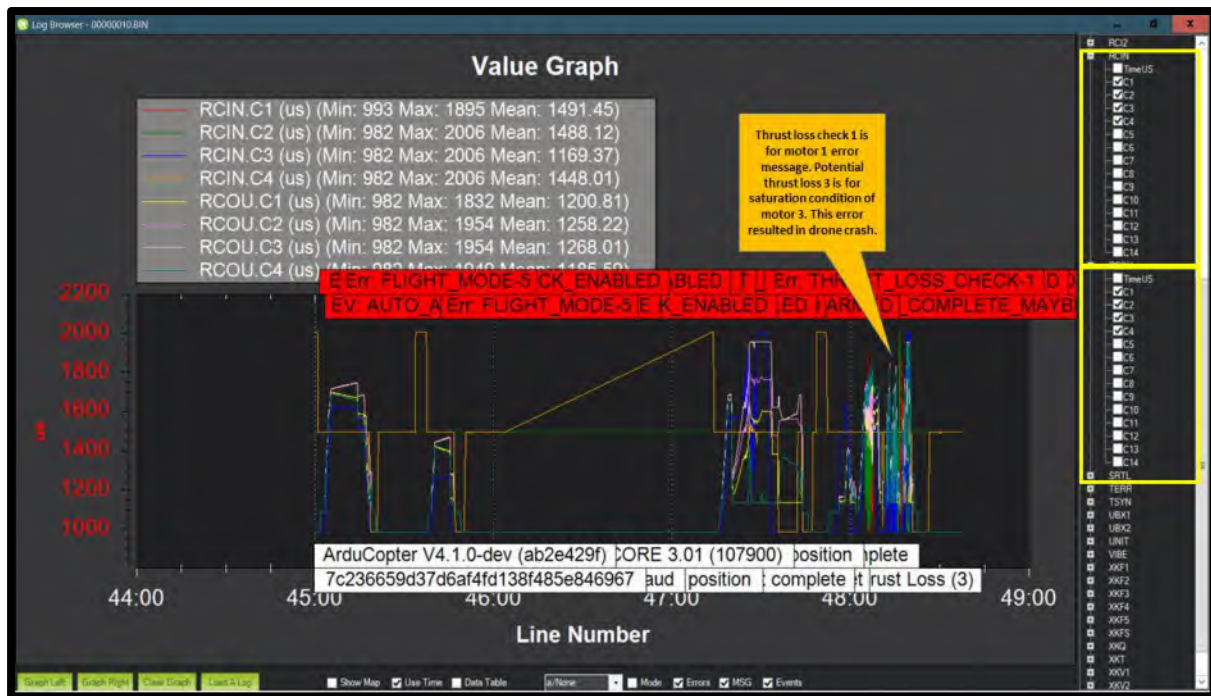 Log Browser - 00000010.BIN
Value Graph
RCIN.C1 (us) (Min: 993 Max: 1895 Mean: 1491.45)
RCIN.C2 (us) (Min: 982 Max: 2006 Mean: 1488.12)
RCIN.C3 (us) (Min: 982 Max: 2006 Mean: 1169.37)
RCIN.C4 (us) (Min: 982 Max: 2006 Mean: 1448.01)
RCOU.C1 (us) (Min: 982 Max: 1832 Mean: 1200.81)
RCOU.C2 (us) (Min: 982 Max: 1954 Mean: 1258.22)
RCOU.C3 (us) (Min: 982 Max: 1954 Mean: 1268.01)
RCOU.C4 (us)
Thrust loss check 1 is
for motor 1 error
message. Potential
thrust loss 3 is for
saturation condition of
motor 3. This error
resulted in drone crash.
Err: FLIGHT_MODE-5 CK_ENABLED ABLED T Err: THRUST_LOSS_CHECK-1
EV: AUTO_A Err: FLIGHT_MODE-5 E K_ENABLED ED ARM D _COMPLETE_MAYB
2200
2000
1800
1600
1400
1200
1000
us
ArduCopter V4.1.0-dev (ab2e429f) CORE 3.01 (107900) position plete
7c236659d37d6af4fd138f485e846967 aud position : complete et rust Loss (3)
44:00
45:00
46:00
47:00
48:00
49:00
Line Number
Graph Left
Graph Right
Clear Graph
Load A Log
Show Map
Use Time
Data Table
a/None
Mode
Errors
MSG
Events
RCI2
RCIN
TimeUS
C1
C2
C3
C4
C5
C6
C7
C8
C9
C10
C11
C12
C13
C14
TimeUS
C1
C2
C3
C4
C5
C6
C7
C8
C9
C10
C11
C12
C13
C14
SRTL
TERR
TSYN
UBX1
UBX2
UNIT
VIBE
XKF1
XKF2
XKF3
XKF4
XKF5
XKFS
XKQ
XKT
XKV1
XKV2